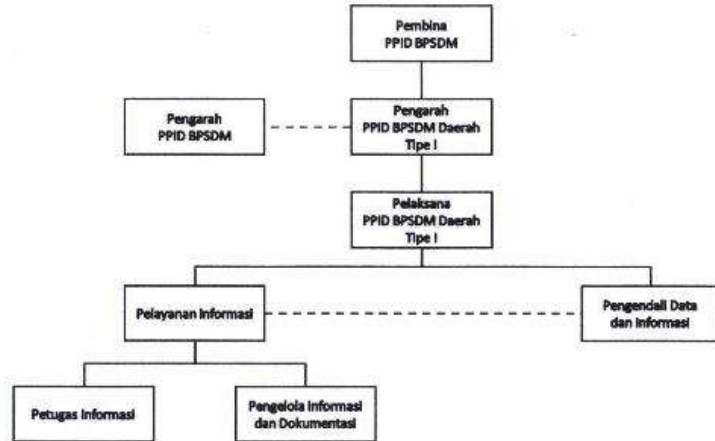 Pembina
PPID BPSDM
Pengarah
PPID BPSDM
Pengarah
PPID BPSDM Daerah
Tipe I
Pelaksana
PPID BPSDM Daerah
Tipe I
Pelayanan Informasi
Pengendali Data
dan Informasi
Petugas Informasi
Pengelola Informasi
dan Dokumentasi